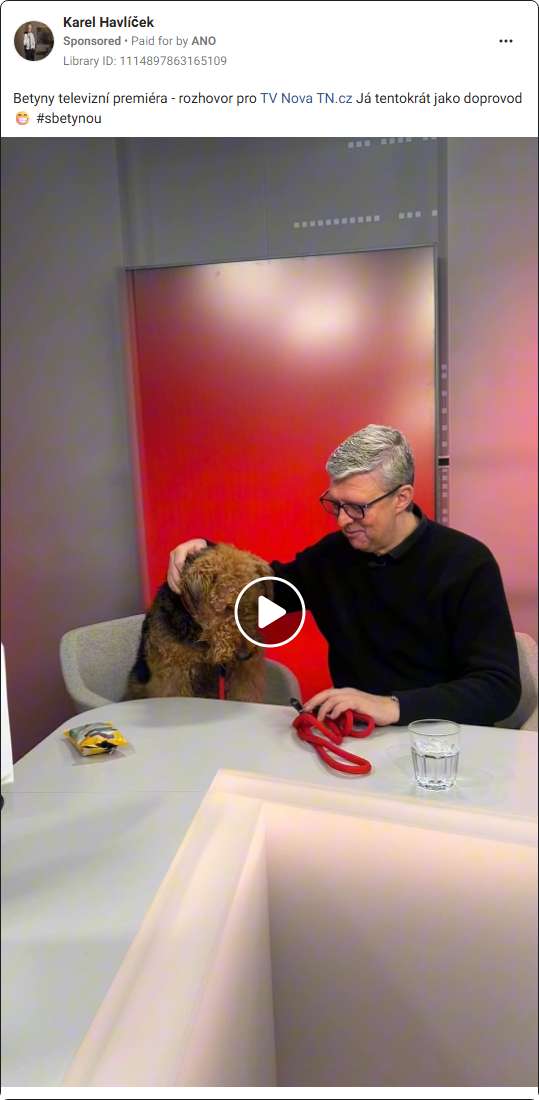 Karel Havlíček
Sponsored • Paid for by ANO
Library ID: 1114897863165109
Betyny televizní premiéra - rozhovor pro TV Nova TN.cz Já tentokrát jako doprovod
😁 #sbetynou